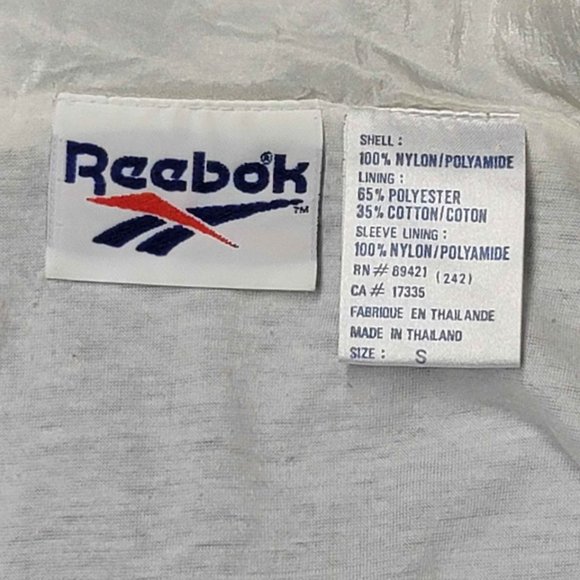 Reebok®
TM
SHELL :
100% NYLON/POLYAMIDE
LINING :
65% POLYESTER
35% COTTON/COTON
SLEEVE LINING :
100% NYLON/POLYAMIDE
RN# 69421 (242)
CA# 17335
FABRIQUE EN THAILANDE
MADE IN THAILAND
SIZE : S